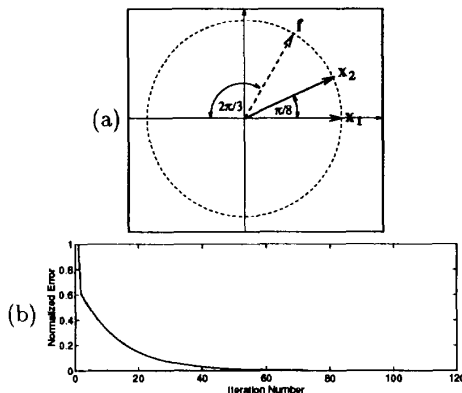 (a)
f
x2
2π/3
π/8
x1
(b)
Normalized Error
1
0.8
0.6
0.4
0.2
0
0 20 40 60 80 100 120
Iteration Number